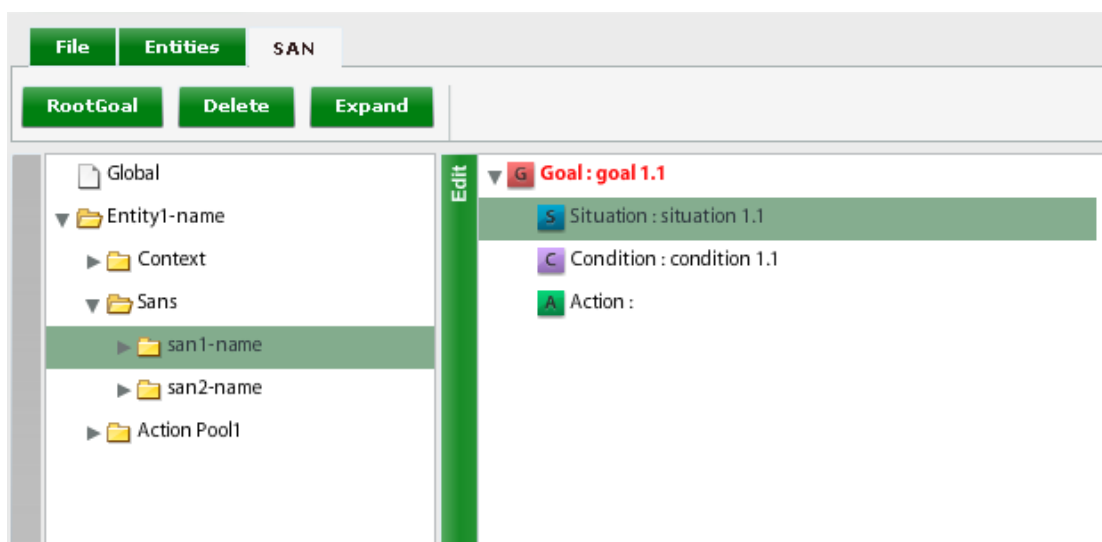 File Entities SAN
RootGoal Delete Expand
Global
Entity1-name
Context
Sans
san1-name
san2-name
Action Pool1
Edit
G Goal : goal 1.1
S Situation : situation 1.1
C Condition : condition 1.1
A Action :